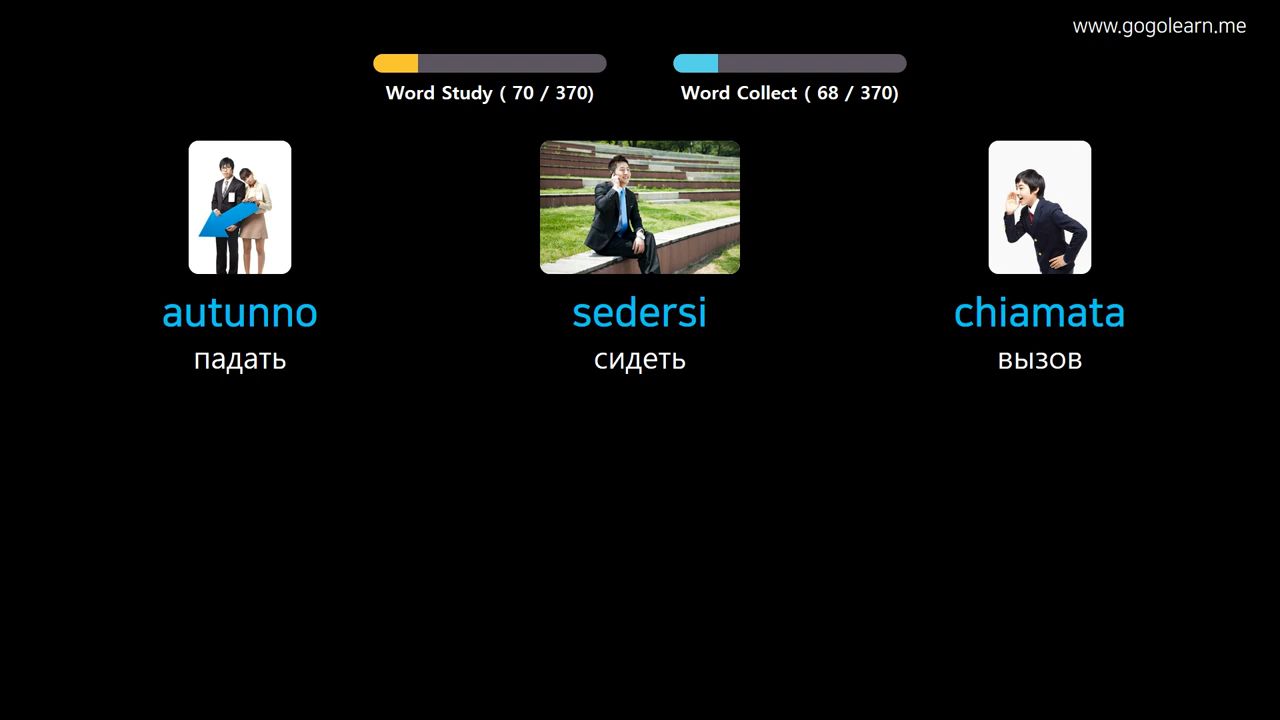 www.gogolearn.me
Word Study ( 70 / 370)
Word Collect ( 68 / 370)
autunno
падать
sedersi
сидеть
chiamata
вызов